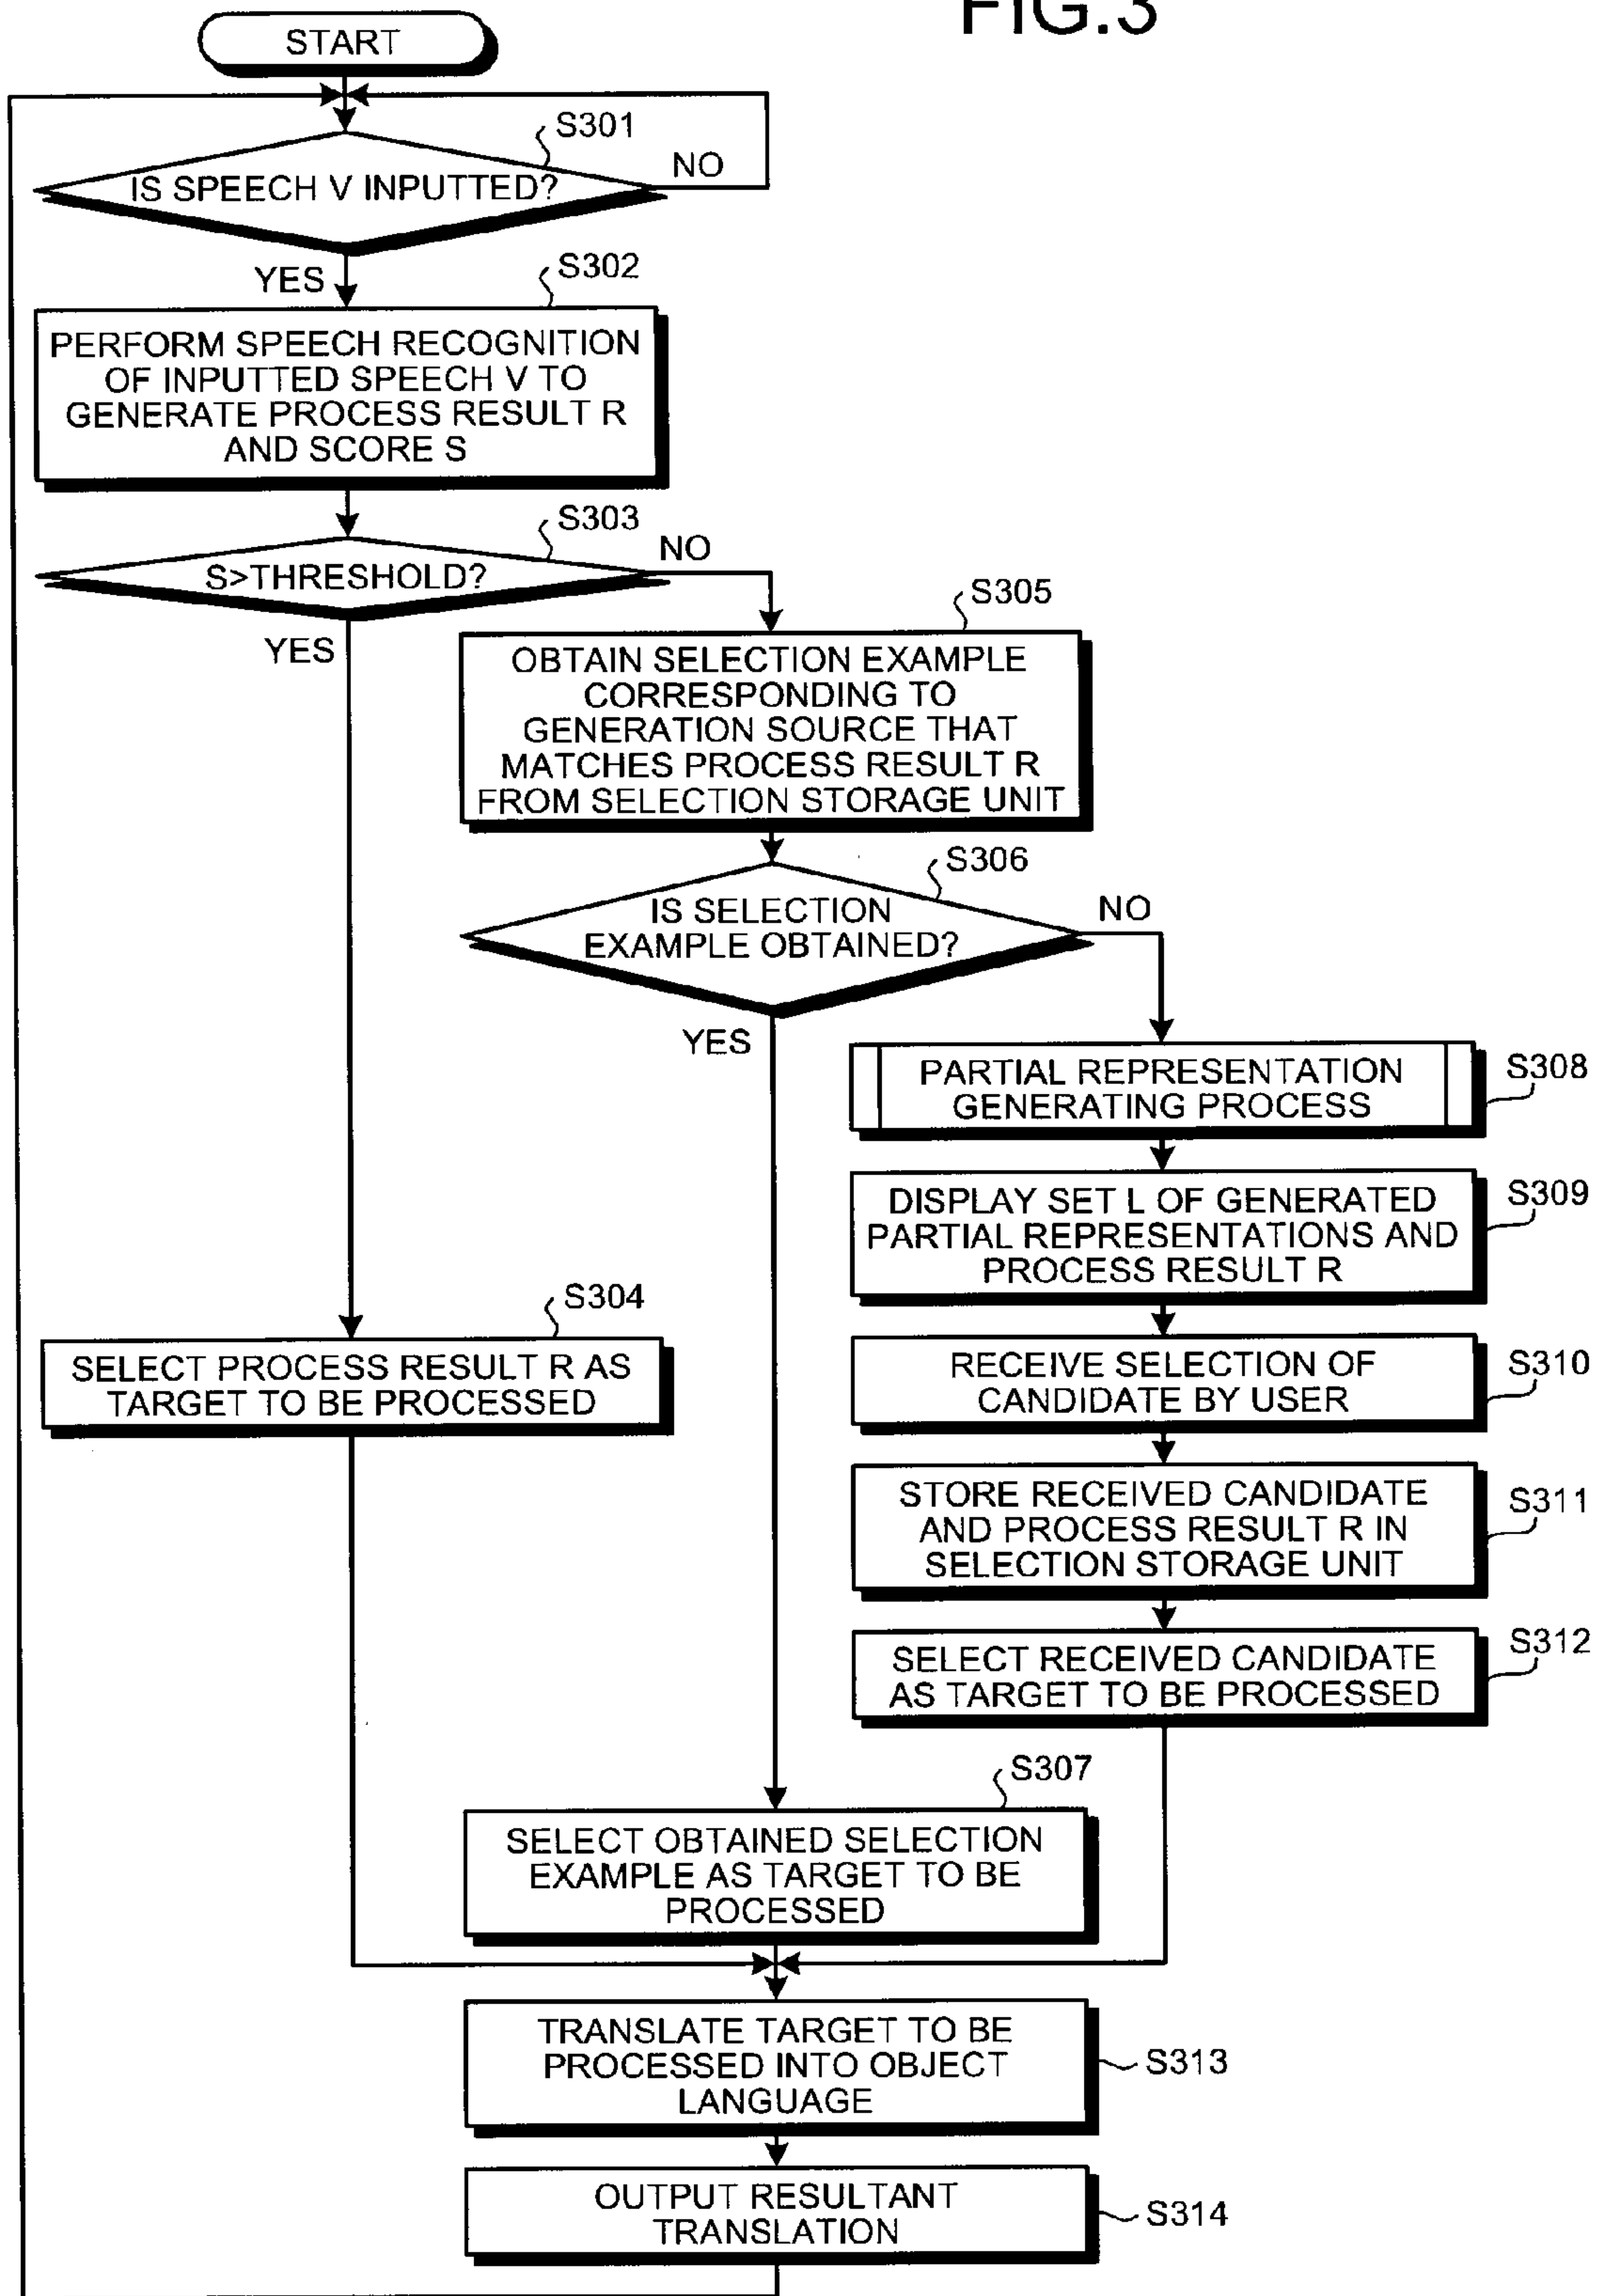 FIG.3
START
S301
IS SPEECH V INPUTTED?
NO
YES
S302
PERFORM SPEECH RECOGNITION
OF INPUTTED SPEECH V TO
GENERATE PROCESS RESULT R
AND SCORE S
S303
S>THRESHOLD?
NO
YES
S305
OBTAIN SELECTION EXAMPLE
CORRESPONDING TO
GENERATION SOURCE THAT
MATCHES PROCESS RESULT R
FROM SELECTION STORAGE UNIT
S306
IS SELECTION
EXAMPLE OBTAINED?
NO
YES
PARTIAL REPRESENTATION
GENERATING PROCESS
S308
DISPLAY SET L OF GENERATED
PARTIAL REPRESENTATIONS AND
PROCESS RESULT R
S309
S304
SELECT PROCESS RESULT R AS
TARGET TO BE PROCESSED
RECEIVE SELECTION OF
CANDIDATE BY USER
S310
STORE RECEIVED CANDIDATE
AND PROCESS RESULT R IN
SELECTION STORAGE UNIT
S311
SELECT RECEIVED CANDIDATE
AS TARGET TO BE PROCESSED
S312
S307
SELECT OBTAINED SELECTION
EXAMPLE AS TARGET TO BE
PROCESSED
TRANSLATE TARGET TO BE
PROCESSED INTO OBJECT
LANGUAGE
S313
OUTPUT RESULTANT
TRANSLATION
S314